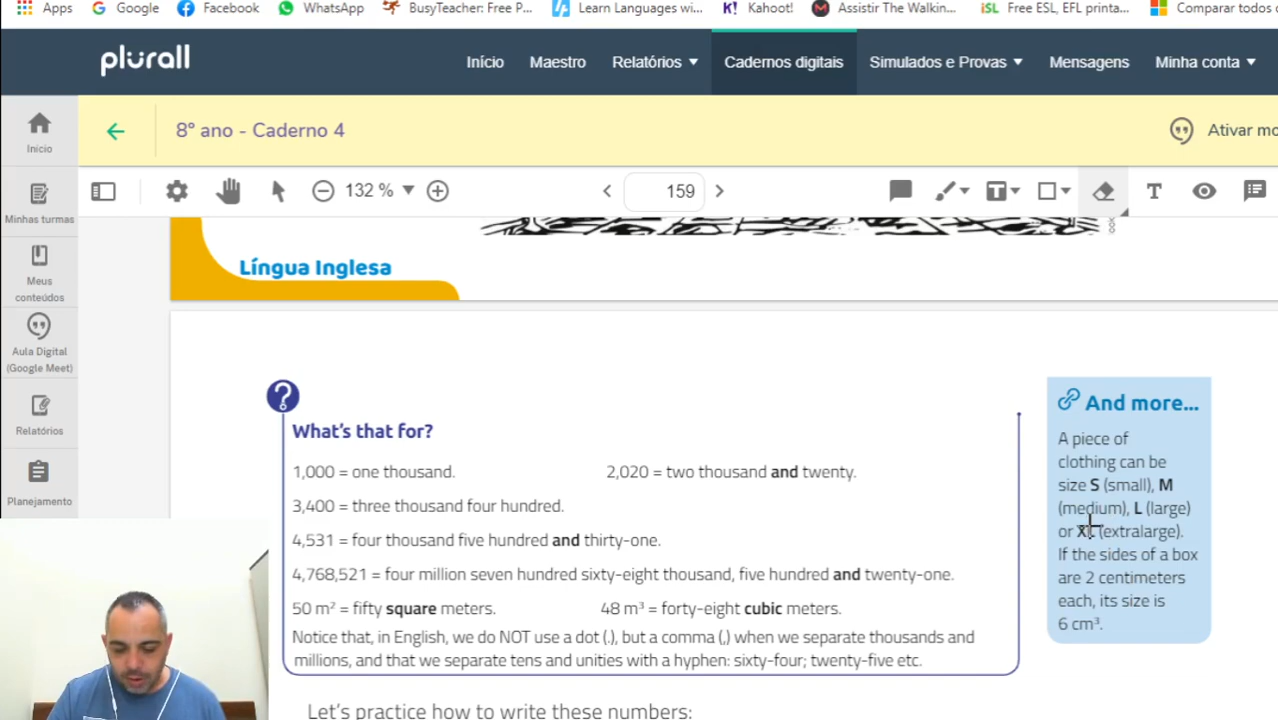 Apps Google Facebook WhatsApp BusyTeacher: Free P... Learn Languages wi... Kahoot! Assistir The Walkin... Free ESL, EFL printa... Comparar todos
plurall
Início Maestro Relatórios Cadernos digitais Simulados e Provas Mensagens Minha conta
Inicio
Minhas turmas
Meus conteúdos
Aula Digital (Google Meet)
Relatórios
Planejamento
8º ano - Caderno 4
Ativar
132 %
159
Língua Inglesa
What's that for?
1,000 = one thousand. 2,020 = two thousand and twenty.
3,400 = three thousand four hundred.
4,531 = four thousand five hundred and thirty-one.
4,768,521 = four million seven hundred sixty-eight thousand, five hundred and twenty-one.
50 m² = fifty square meters. 48 m³ = forty-eight cubic meters.
Notice that, in English, we do NOT use a dot (.), but a comma (,) when we separate thousands and
millions, and that we separate tens and unities with a hyphen: sixty-four; twenty-five etc.
And more...
A piece of
clothing can be
size S (small), M
(medium), L (large)
or XL (extralarge).
If the sides of a box
are 2 centimeters
each, its size is
6 cm³.
Let's practice how to write these numbers: